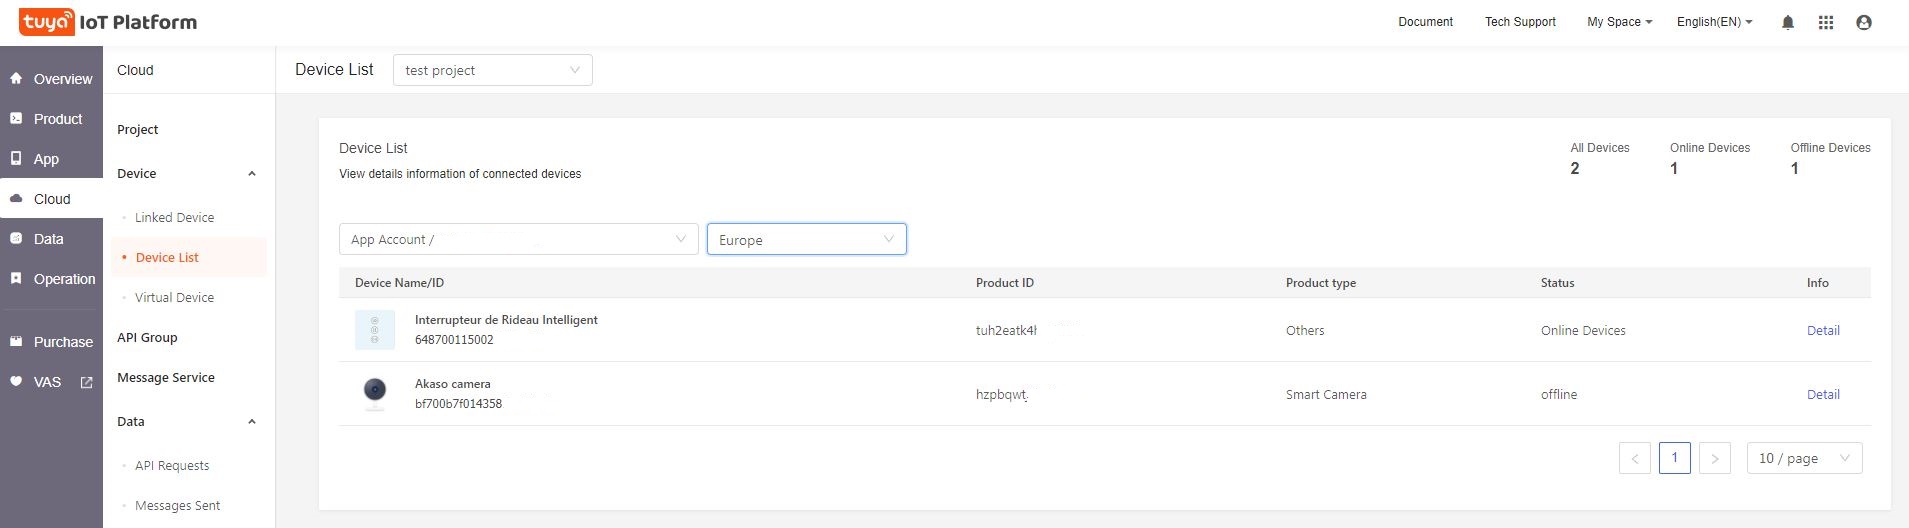 tuya IoT Platform
Document
Tech Support
My Space
English(EN)
Overview
Product
App
Cloud
Data
Operation
Purchase
VAS
Cloud
Project
Device
Linked Device
Device List
Virtual Device
API Group
Message Service
Data
API Requests
Messages Sent
Device List
test project
Device List
View details information of connected devices
All Devices
2
Online Devices
1
Offline Devices
1
App Account /
Europe
Device Name/ID Product ID Product type Status Info
Interrupteur de Rideau Intelligent
648700115002
tuh2eatk4
Others
Online Devices
Detail
Akaso camera
bf700b7f014358
hzpbqwt
Smart Camera
offline
Detail
< 1 >
10 / page